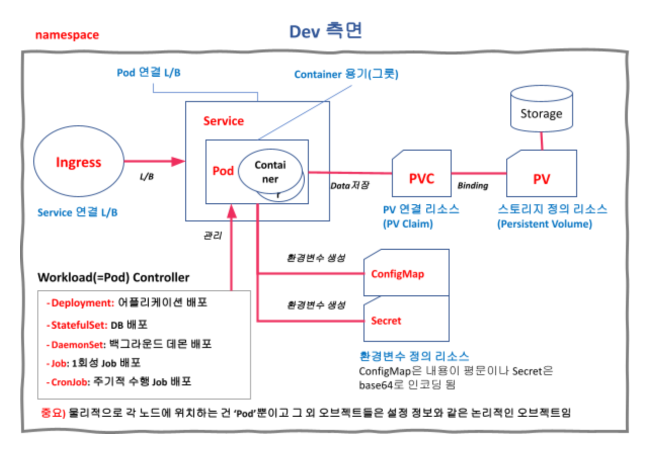 namespace
Dev 측면
Pod 연결 L/B
Container 용기(그릇)
Service
Storage
Ingress
L/B
Pod
Contai
ner
r
Data저장
PVC
Binding
PV
Service 연결 L/B
관리
PV 연결 리소스
(PV Claim)
스토리지 정의 리소스
(Persistent Volume)
환경변수 생성
ConfigMap
Workload(=Pod) Controller
- Deployment: 어플리케이션 배포
- StatefulSet: DB 배포
- DaemonSet: 백그라운드 데몬 배포
- Job: 1회성 Job 배포
- CronJob: 주기적 수행 Job 배포
환경변수 생성
Secret
환경변수 정의 리소스
ConfigMap은 내용이 평문이나 Secret은
base64로 인코딩 됨
중요) 물리적으로 각 노드에 위치하는 건 ‘Pod’뿐이고 그 외 오브젝트들은 설정 정보와 같은 논리적인 오브젝트임